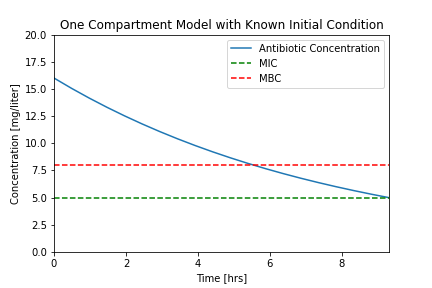 One Compartment Model with Known Initial Condition
Antibiotic Concentration
MIC
MBC
Concentration [mg/liter]
20.0
17.5
15.0
12.5
10.0
7.5
5.0
2.5
0.0
0 2 4 6 8
Time [hrs]